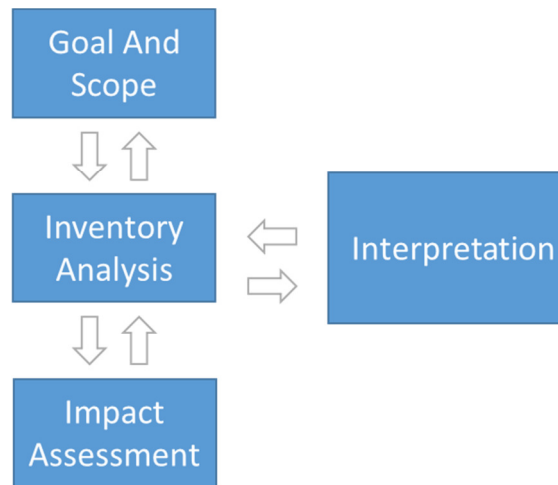 Goal And
Scope
Inventory
Analysis
Interpretation
Impact
Assessment